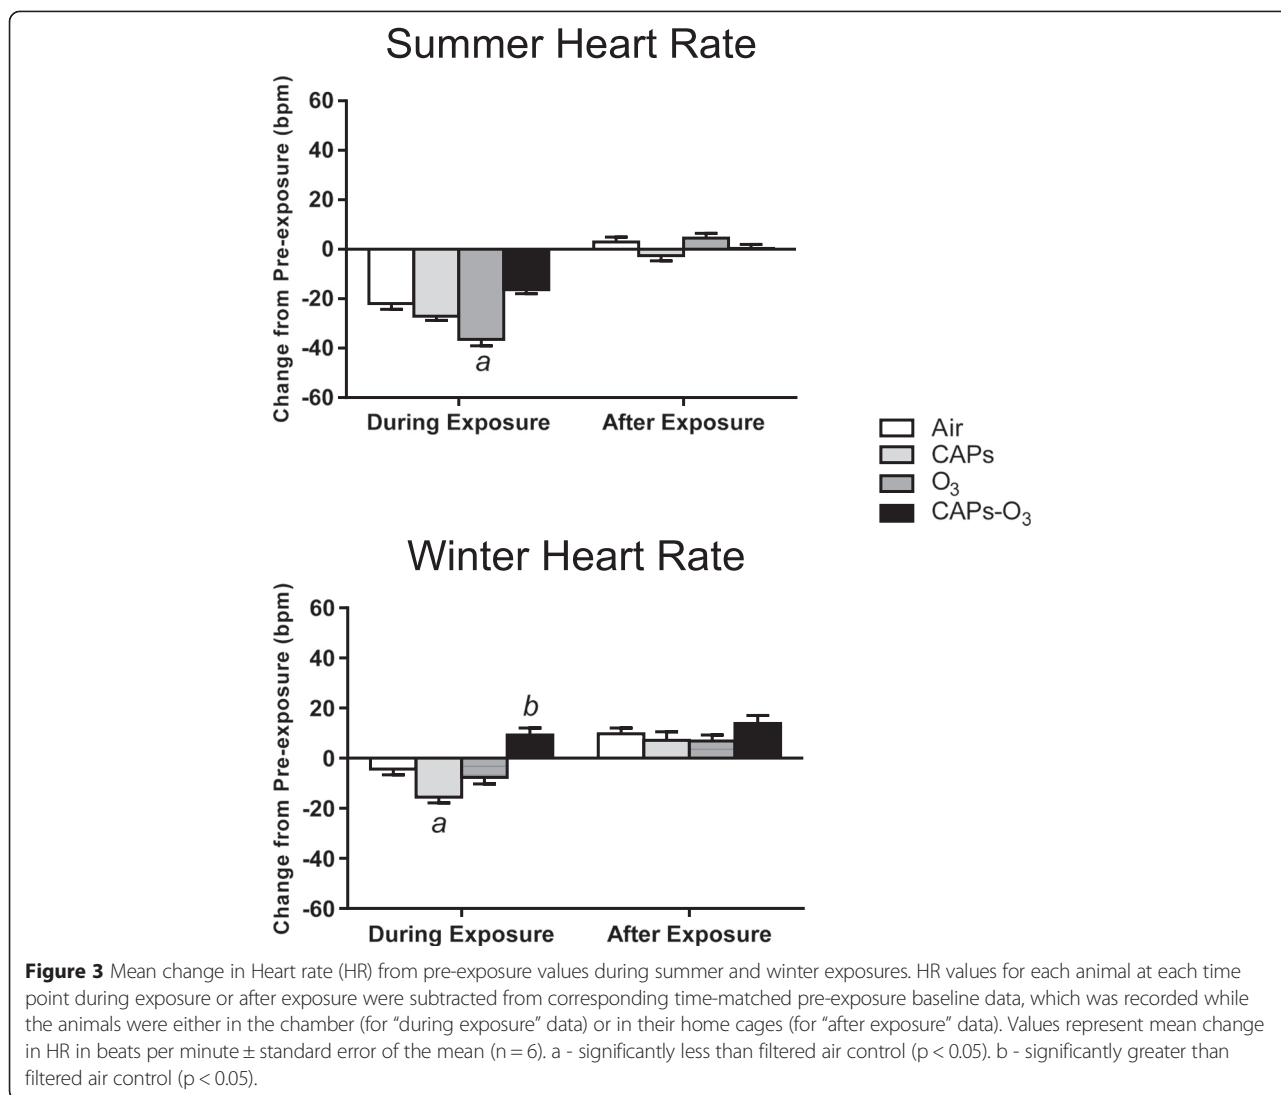 Summer Heart Rate
Change from Pre-exposure (bpm)
60
40
20
0
-20
-40
-60
a
During Exposure After Exposure
Air
CAPs
O3
CAPs-O3
Winter Heart Rate
Change from Pre-exposure (bpm)
60
40
20
0
-20
-40
-60
b
a
During Exposure After Exposure
Figure 3 Mean change in Heart rate (HR) from pre-exposure values during summer and winter exposures. HR values for each animal at each time
point during exposure or after exposure were subtracted from corresponding time-matched pre-exposure baseline data, which was recorded while
the animals were either in the chamber (for “during exposure” data) or in their home cages (for “after exposure” data). Values represent mean change
in HR in beats per minute ± standard error of the mean (n = 6). a - significantly less than filtered air control (p < 0.05). b - significantly greater than
filtered air control (p < 0.05).